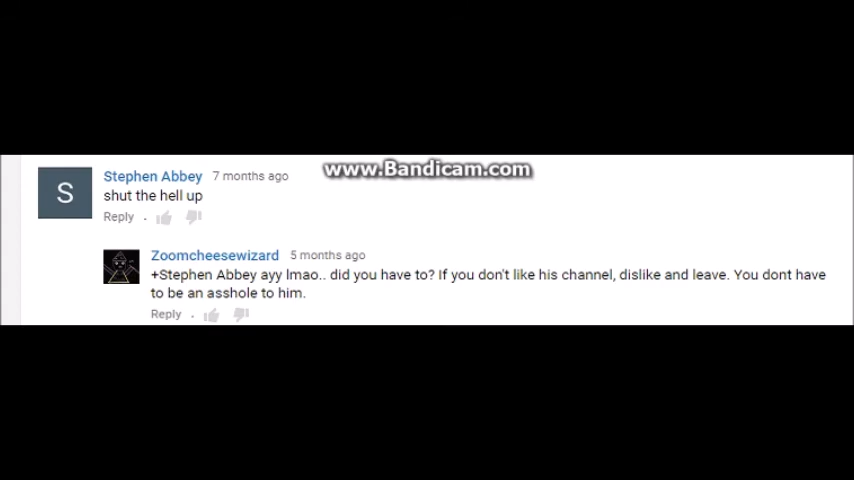 www.Bandicam.com
S
Stephen Abbey 7 months ago
shut the hell up
Reply .
Zoomcheesewizard 5 months ago
+Stephen Abbey ayy lmao.. did you have to? If you don't like his channel, dislike and leave. You dont have
to be an asshole to him.
Reply .